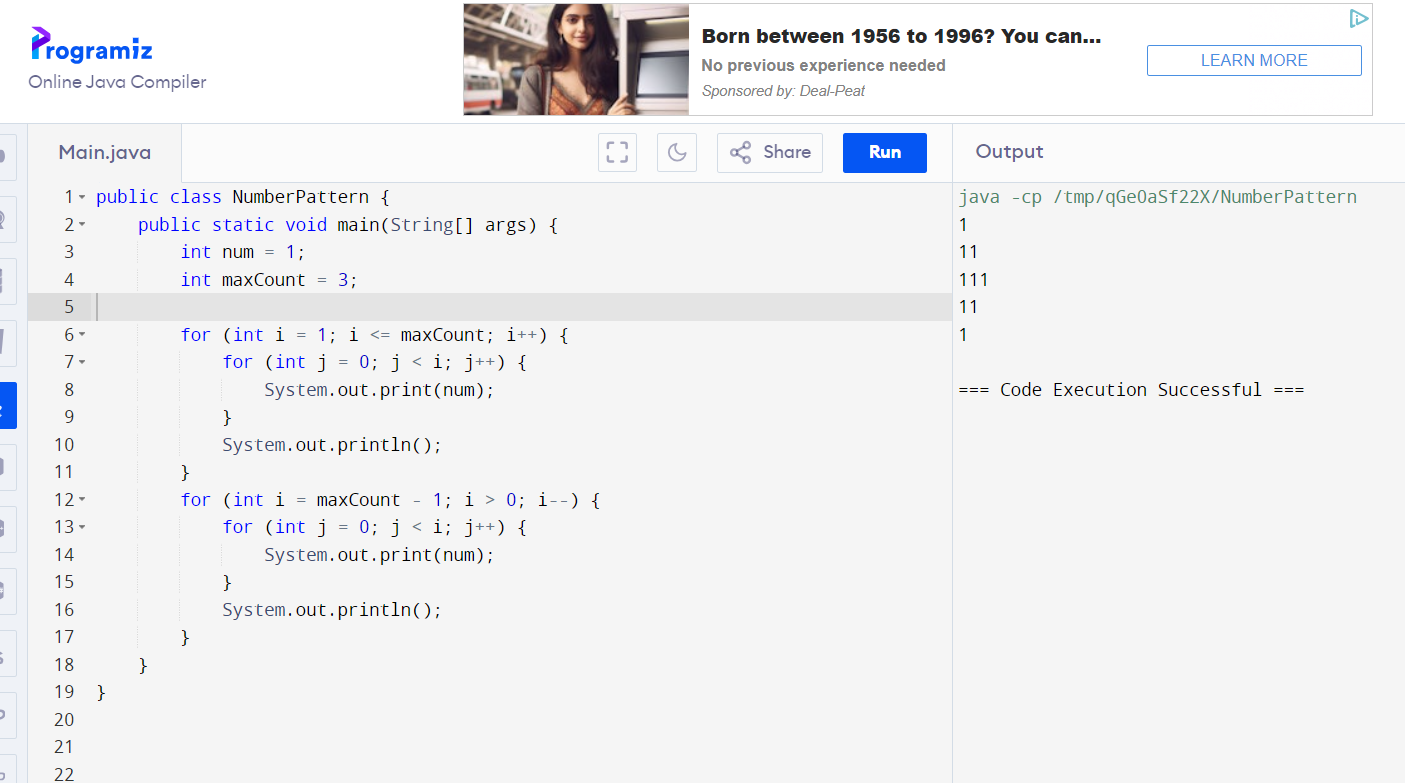 Programiz
Online Java Compiler
Born between 1956 to 1996? You can...
No previous experience needed
Sponsored by: Deal-Peat
LEARN MORE
Main.java
Share
Run
Output
1 public class NumberPattern {
2     public static void main(String[] args) {
3         int num = 1;
4         int maxCount = 3;
5
6         for (int i = 1; i <= maxCount; i++) {
7             for (int j = 0; j < i; j++) {
8                 System.out.print(num);
9             }
10             System.out.println();
11         }
12         for (int i = maxCount - 1; i > 0; i--) {
13             for (int j = 0; j < i; j++) {
14                 System.out.print(num);
15             }
16             System.out.println();
17         }
18     }
19 }
20
21
22
java -cp /tmp/qGeOaSf22X/NumberPattern
1
11
111
11
1
=== Code Execution Successful ===